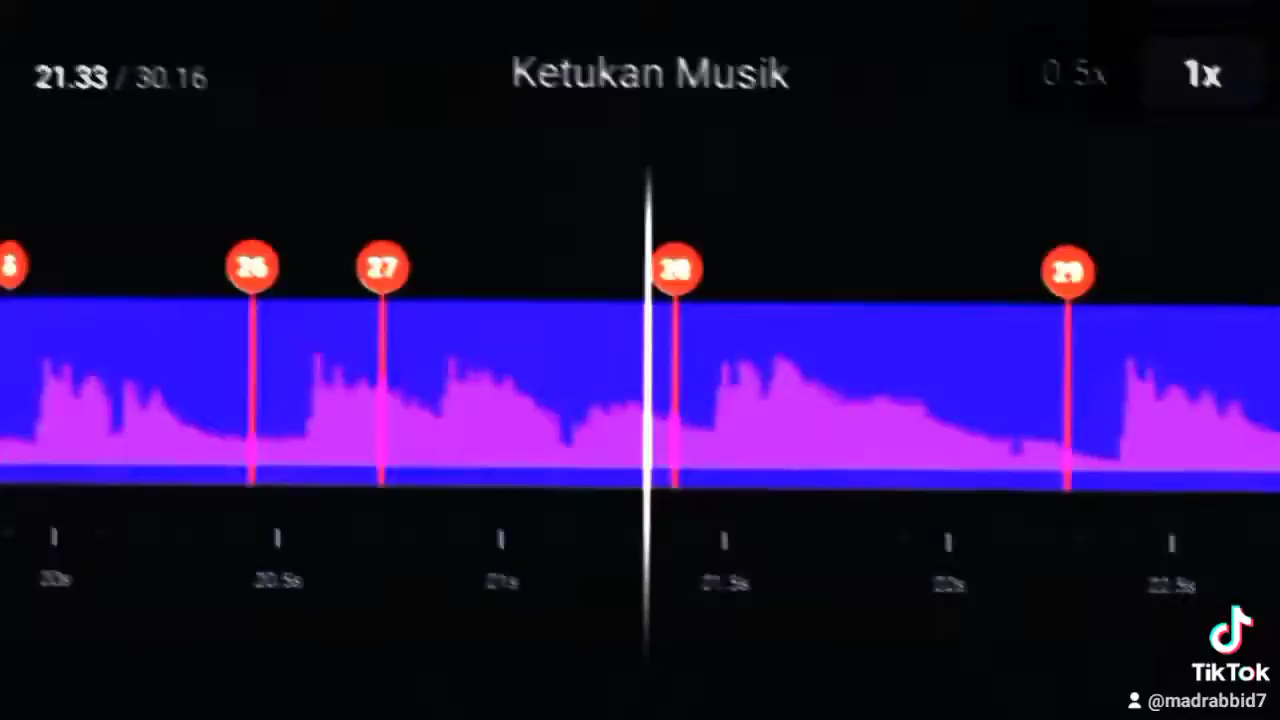 21.33 / 30.16
Ketukan Musik
0.5x
1x
26
27
28
29
20s
20.5s
21s
21.5s
22s
22.5s
TikTok
@madrabbid7